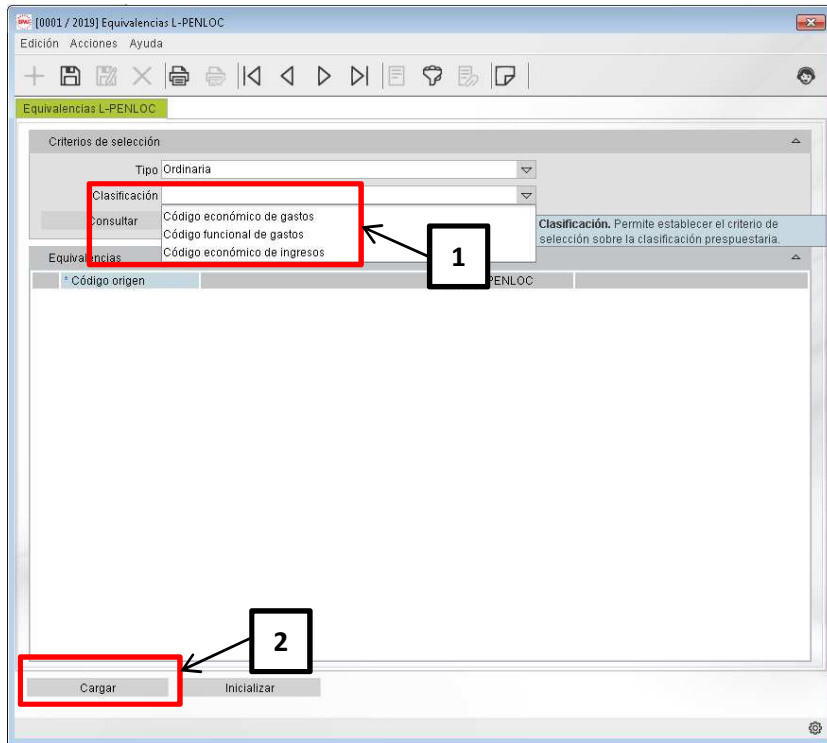 [0001 / 2019] Equivalencias L-PENLOC
Edición Acciones Ayuda
Equivalencias L-PENLOC
Criterios de selección
Tipo Ordinaria
Clasificación
Consultar
Código económico de gastos
Código funcional de gastos
Código económico de ingresos
Clasificación. Permite establecer el criterio de
selección sobre la clasificación prespuestaria.
1
Equivalencias
* Código origen
PENLOC
2
Cargar Inicializar